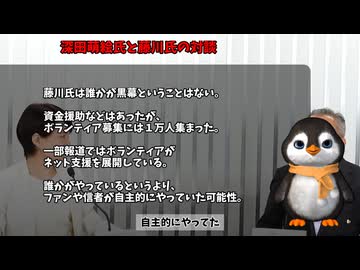 深田萌絵氏と藤川氏の対談
藤川氏は誰かが黒幕ということはない。
資金援助などはあったが、
ボランティア募集には１万人集まった。
一部報道ではボランティアが
ネット支援を展開している。
誰かがやっているというより、
ファンや信者が自主的にやっていた可能性。
自主的にやってた